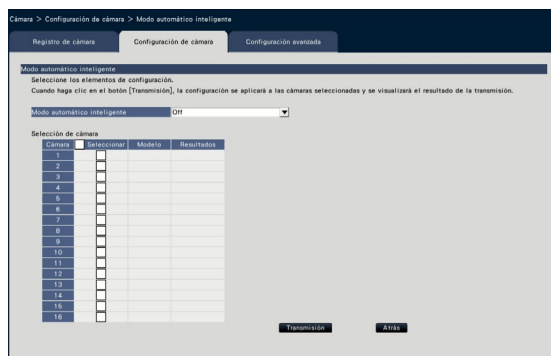 Cámara > Configuración de cámara > Modo automático inteligente
Registro de cámara Configuración de cámara Configuración avanzada
Modo automático inteligente
Seleccione los elementos de configuración.
Cuando haga clic en el botón [Transmisión], la configuración se aplicará a las cámaras seleccionadas y se visualizará el resultado de la transmisión.
Modo automático inteligente Off
Selección de cámara
Cámara Seleccionar Modelo Resultados
1
2
3
4
5
6
7
8
9
10
11
12
13
14
15
16
Transmisión Atrás